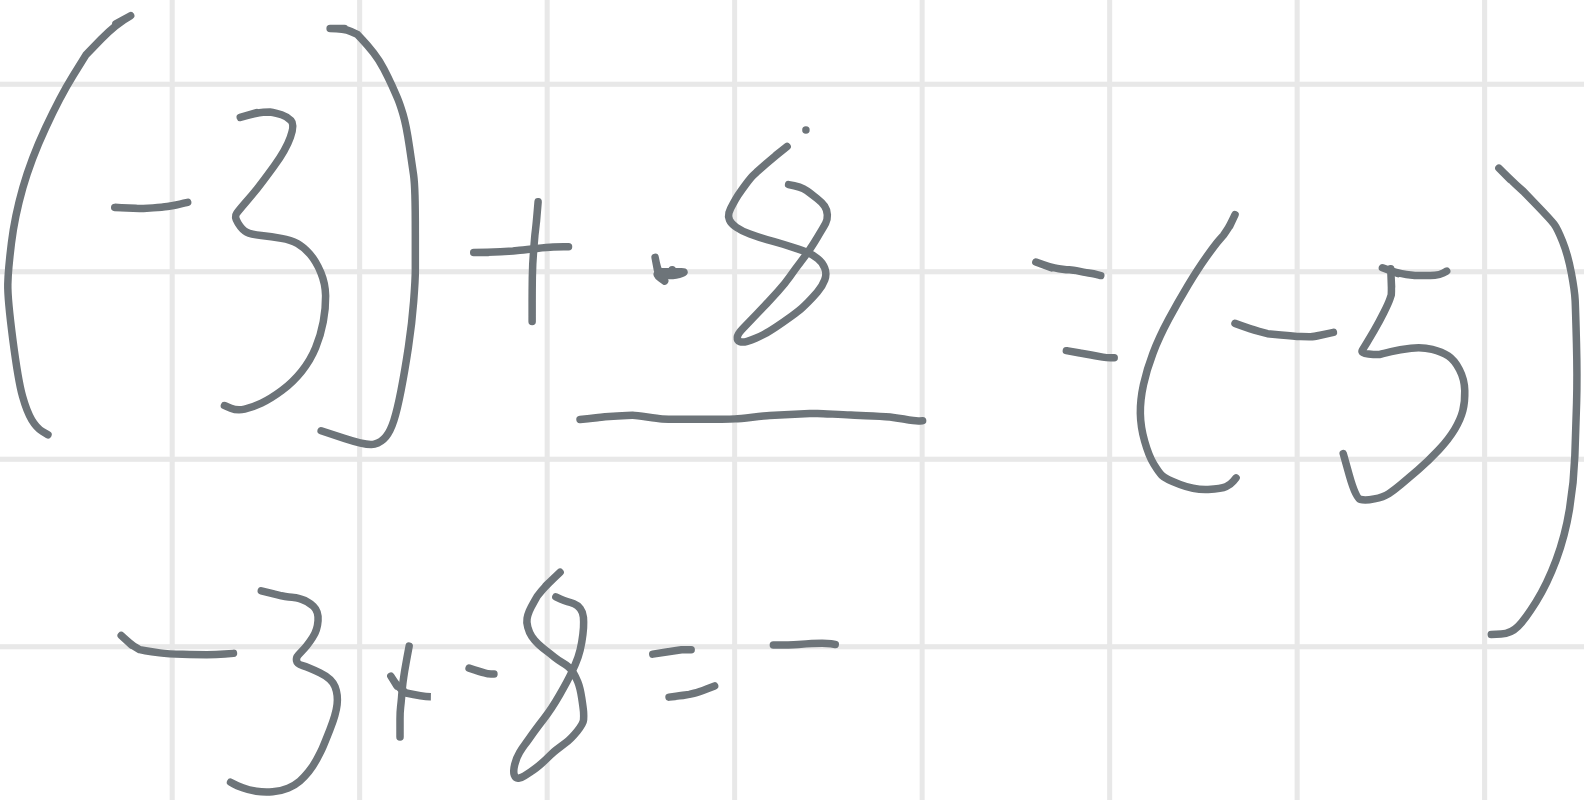 (-3) + -8 = (-5)
-3 + -8 = -